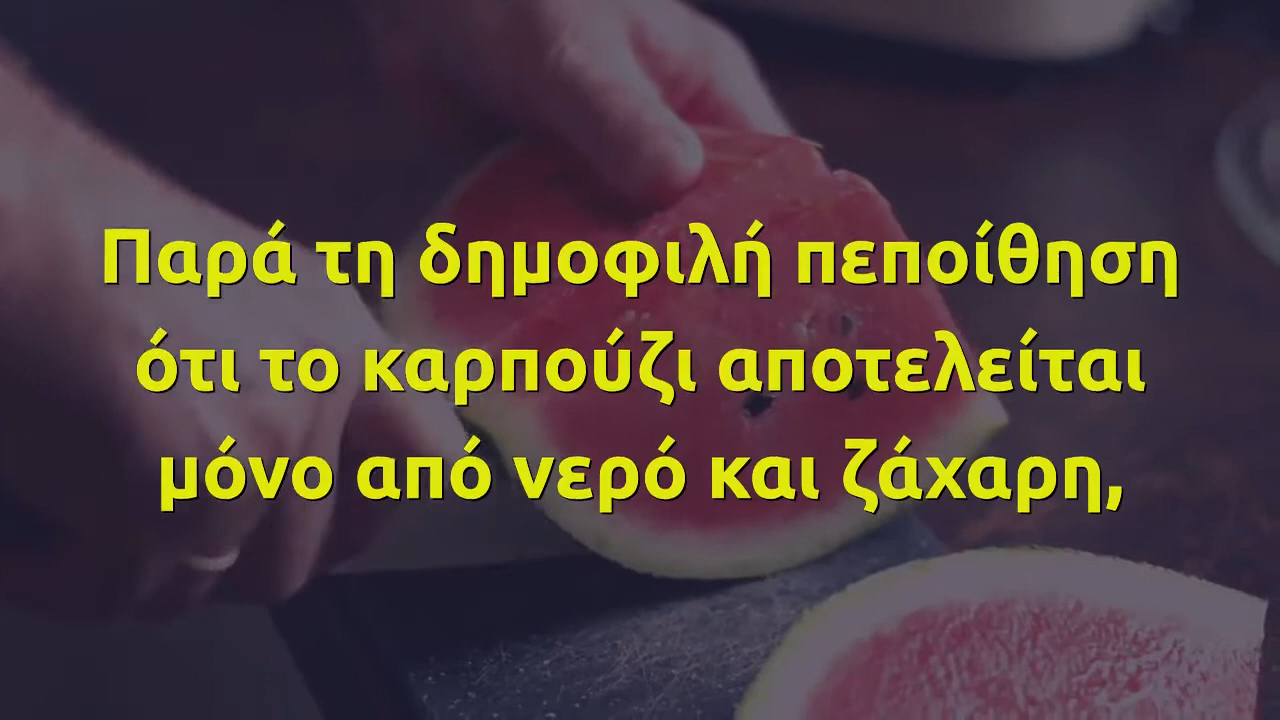 Παρά τη δημοφιλή πεποίθηση
ότι το καρπούζι αποτελείται
μόνο από νερό και ζάχαρη,